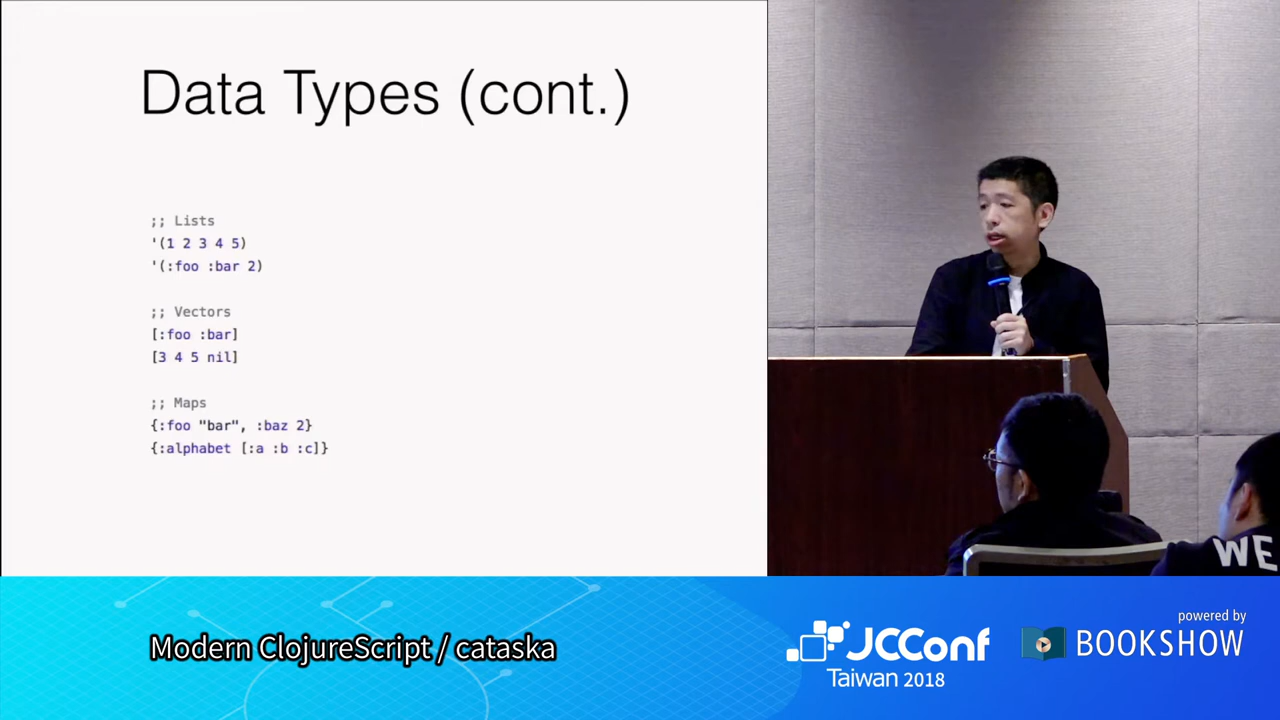 Data Types (cont.)
;; Lists
'(1 2 3 4 5)
'(:foo :bar 2)
;; Vectors
[:foo :bar]
[3 4 5 nil]
;; Maps
{:foo "bar", :baz 2}
{:alphabet [:a :b :c]}
WE
Modern ClojureScript / cataska
JCConf
Taiwan 2018
powered by
BOOKSHOW